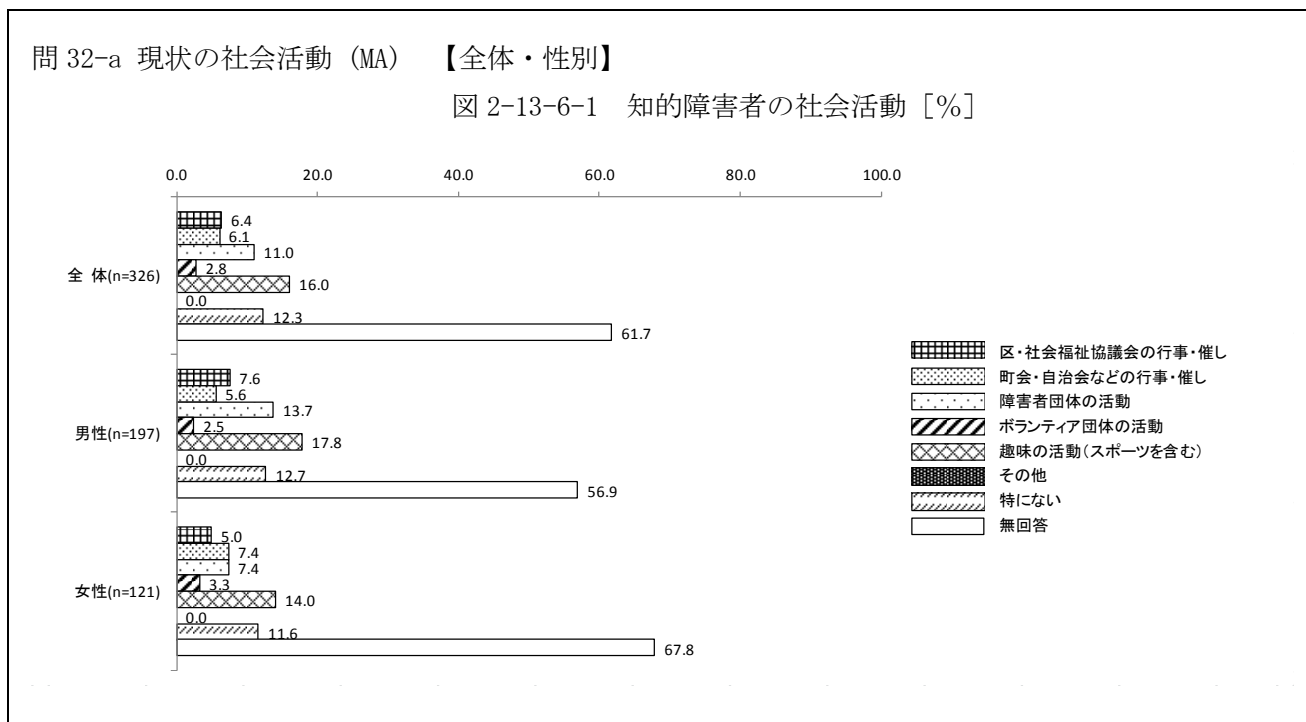 問 32-a 現状の社会活動 (MA) 【全体・性別】
図 2-13-6-1 知的障害者の社会活動［%］
0.0 20.0 40.0 60.0 80.0 100.0
全 体(n=326)
6.4
6.1
11.0
2.8
16.0
0.0
12.3
61.7
男性(n=197)
7.6
5.6
13.7
2.5
17.8
0.0
12.7
56.9
女性(n=121)
5.0
7.4
7.4
3.3
14.0
0.0
11.6
67.8
区・社会福祉協議会の行事・催し
町会・自治会などの行事・催し
障害者団体の活動
ボランティア団体の活動
趣味の活動(スポーツを含む)
その他
特にない
無回答